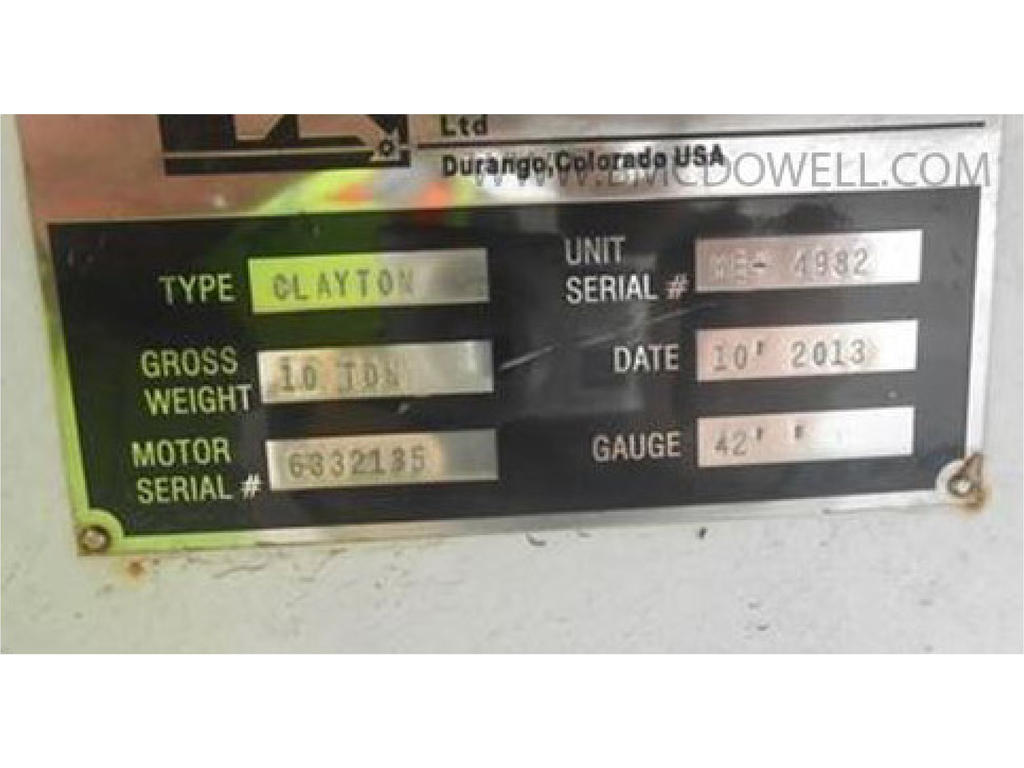 Ltd
Durango, Colorado USA
WWW.BMCDOWELL.COM
TYPE CLAYTON
UNIT
SERIAL # ME- 4982
GROSS
WEIGHT 10 TON
DATE 10' 2013
MOTOR
SERIAL # 6332135
GAUGE 42' "